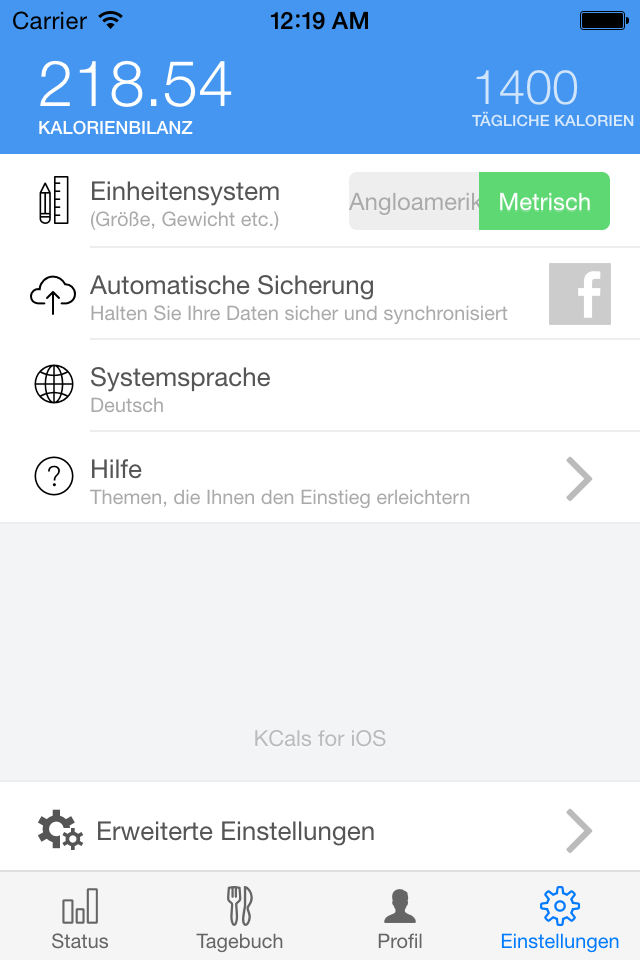 Carrier 12:19 AM
218.54
KALORIENBILANZ
1400
TÄGLICHE KALORIEN
Einheitensystem
(Größe, Gewicht etc.)
Angloamerik
Metrisch
Automatische Sicherung
Halten Sie Ihre Daten sicher und synchronisiert
f
Systemsprache
Deutsch
?
Hilfe
Themen, die Ihnen den Einstieg erleichtern
KCals for iOS
Erweiterte Einstellungen
Status
Tagebuch
Profil
Einstellungen